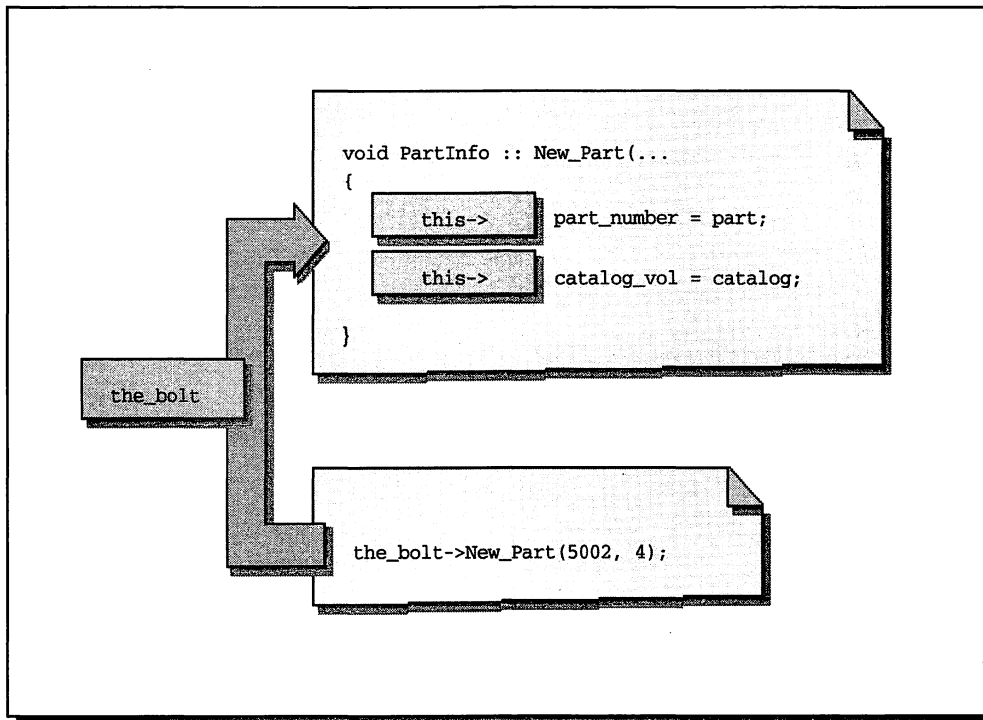 void PartInfo :: New_Part(...
{
this-> part_number = part;
this-> catalog_vol = catalog;
}
the_bolt
the_bolt->New_Part(5002, 4);